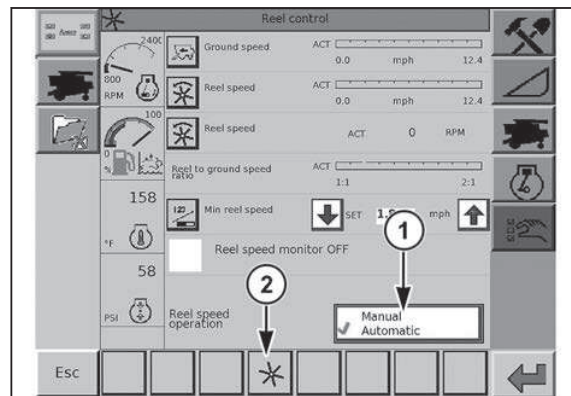 Reel control
2400
800
RPM
Ground speed
ACT
0.0 mph 12.4
Reel speed
ACT
0.0 mph 12.4
100
0
%
Reel speed
ACT 0 RPM
Reel to ground speed
ratio
ACT
1:1 2:1
158
°F
123
Min reel speed
SET
mph
1
Reel speed monitor OFF
58
PSI
2
Reel speed
operation
Manual
Automatic
Esc